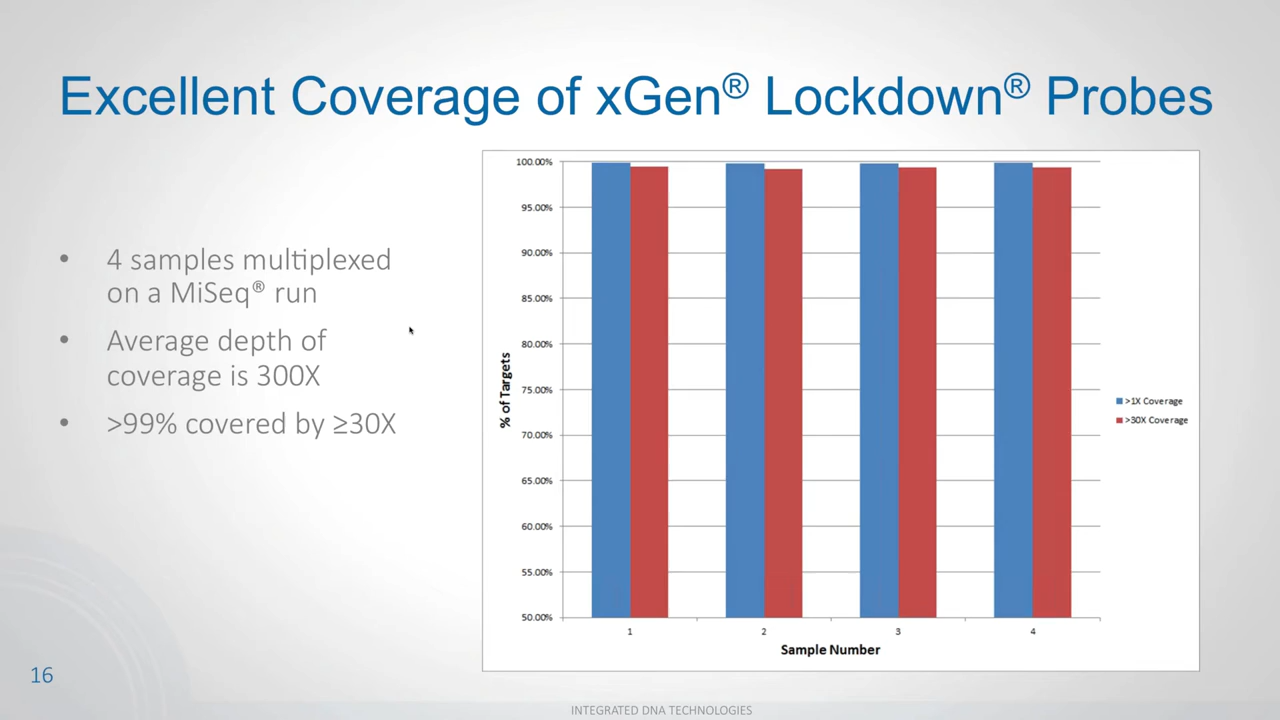 Excellent Coverage of xGen® Lockdown® Probes
• 4 samples multiplexed
on a MiSeq® run
• Average depth of
coverage is 300X
• >99% covered by ≥30X
100.00%
95.00%
90.00%
85.00%
80.00%
75.00%
70.00%
65.00%
60.00%
55.00%
50.00%
% of Targets
1 2 3 4
Sample Number
>1X Coverage
>30X Coverage
16
INTEGRATED DNA TECHNOLOGIES